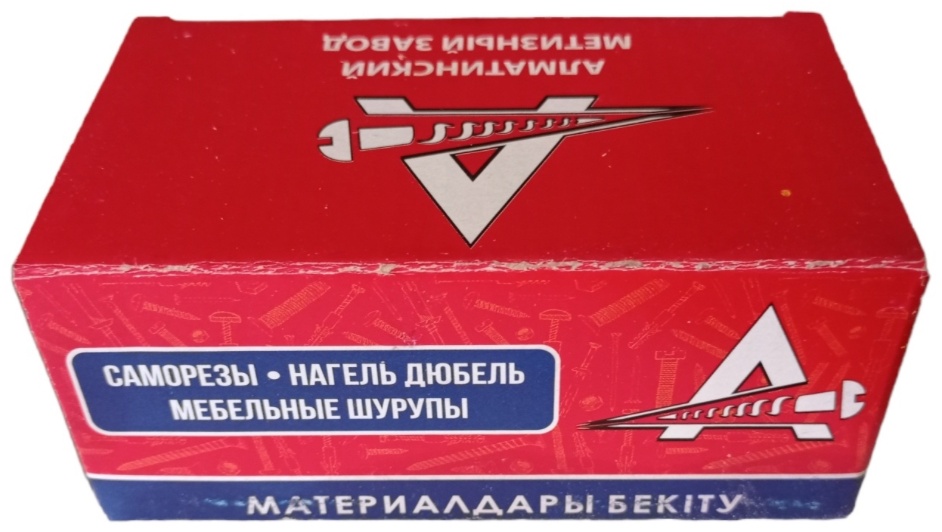 АЛМАТИНСКИЙ
МЕТИЗНЫЙ ЗАВОД
САМОРЕЗЫ • НАГЕЛЬ ДЮБЕЛЬ
МЕБЕЛЬНЫЕ ШУРУПЫ
МАТЕРИАЛДАРЫ БЕКІТУ